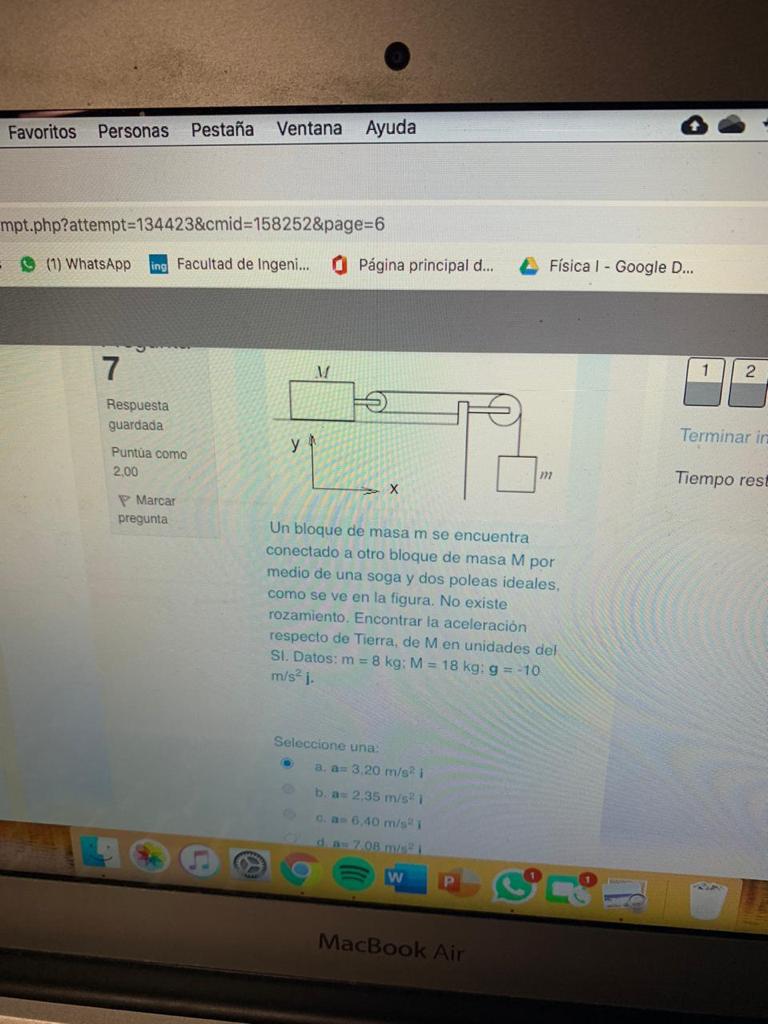 Favoritos Personas Pestaña Ventana Ayuda
mpt.php?attempt=134423&cmid=158252&page=6
(1) WhatsApp ing Facultad de Ingeni... Página principal d... Física I - Google D...
7
Respuesta
guardada
Puntúa como
2,00
Marcar
pregunta
M
y
x
m
1 2
Terminar in
Tiempo rest
Un bloque de masa m se encuentra
conectado a otro bloque de masa M por
medio de una soga y dos poleas ideales,
como se ve en la figura. No existe
rozamiento. Encontrar la aceleración
respecto de Tierra, de M en unidades del
SI. Datos: m = 8 kg; M = 18 kg; g = -10
m/s² j.
Seleccione una:
a. a= 3,20 m/s² i
b. a= 2,35 m/s² i
c. a= 6,40 m/s² i
d. a= 7,08 m/s² i
W P 1 1
MacBook Air